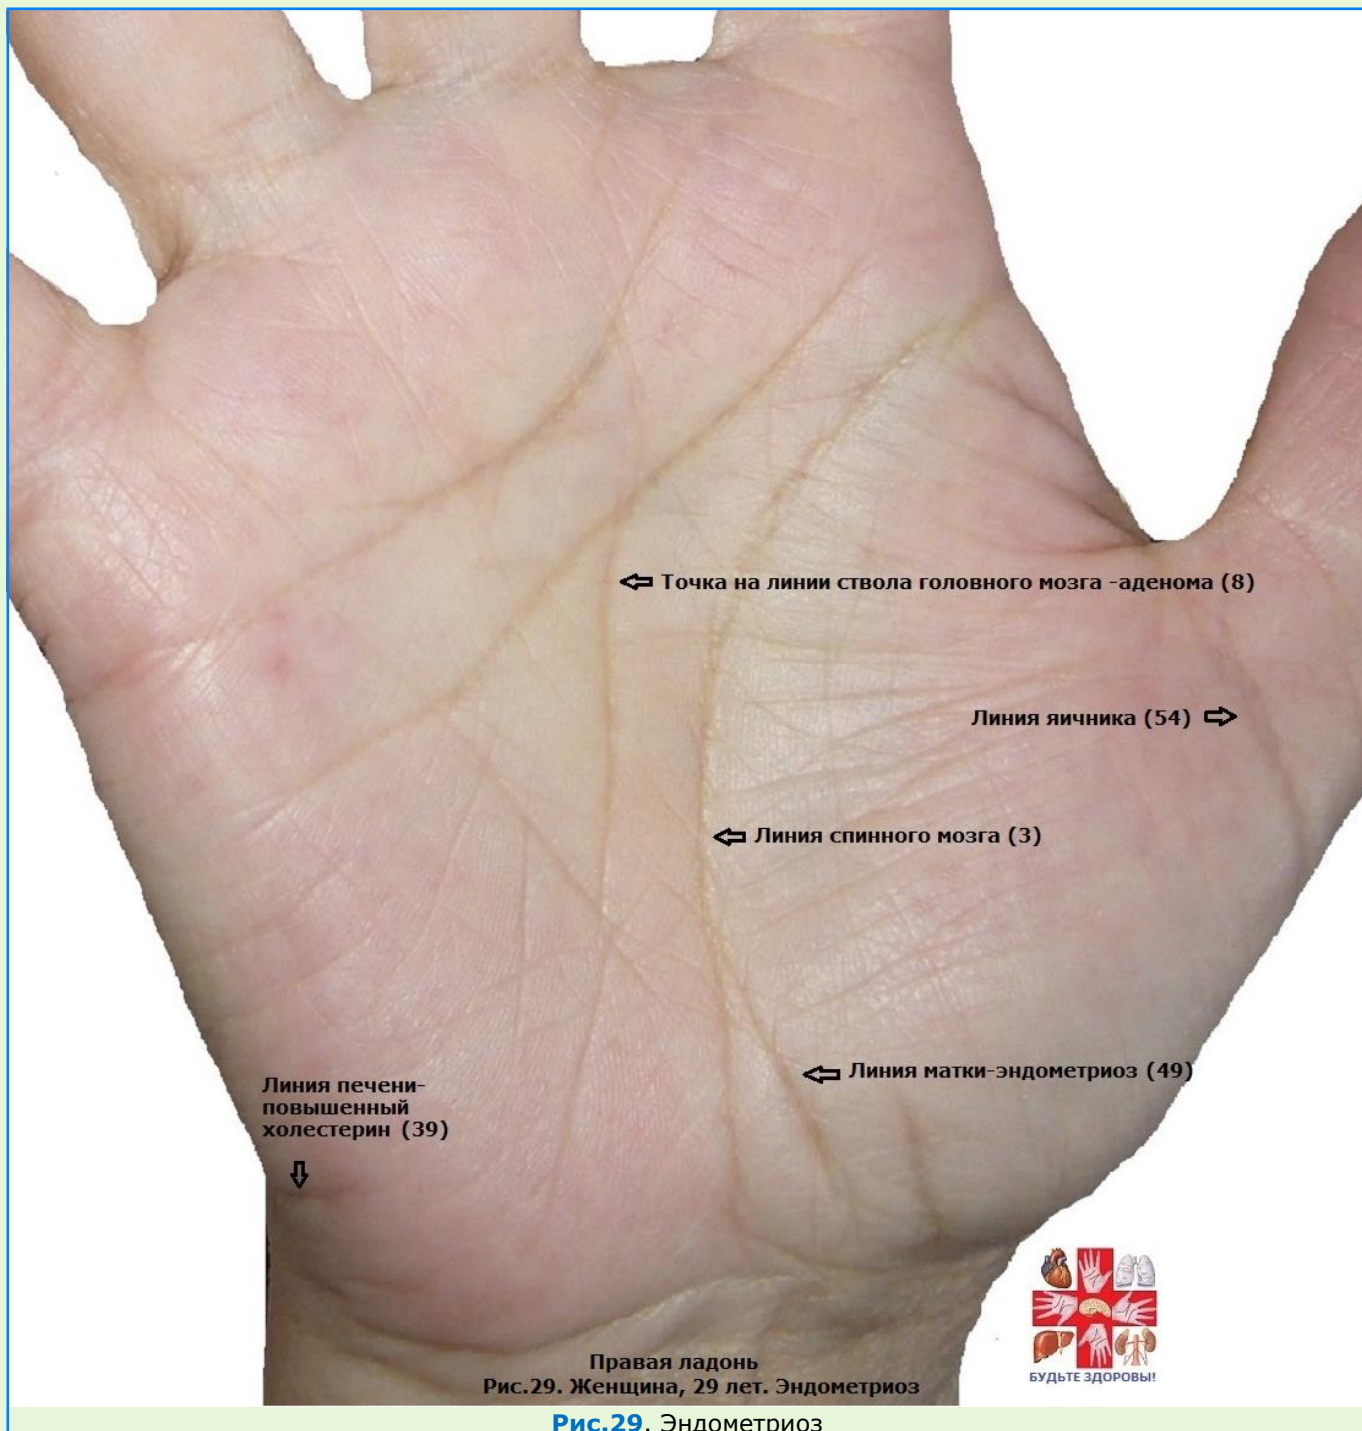 Точка на линии ствола головного мозга -аденома (8)
Линия яичника (54)
Линия спинного мозга (3)
Линия матки-эндометриоз (49)
Линия печени-
повышенный
холестерин (39)
БУДЬТЕ ЗДОРОВЫ!
Правая ладонь
Рис.29. Женщина, 29 лет. Эндометриоз
Рис.29. Эндометриоз